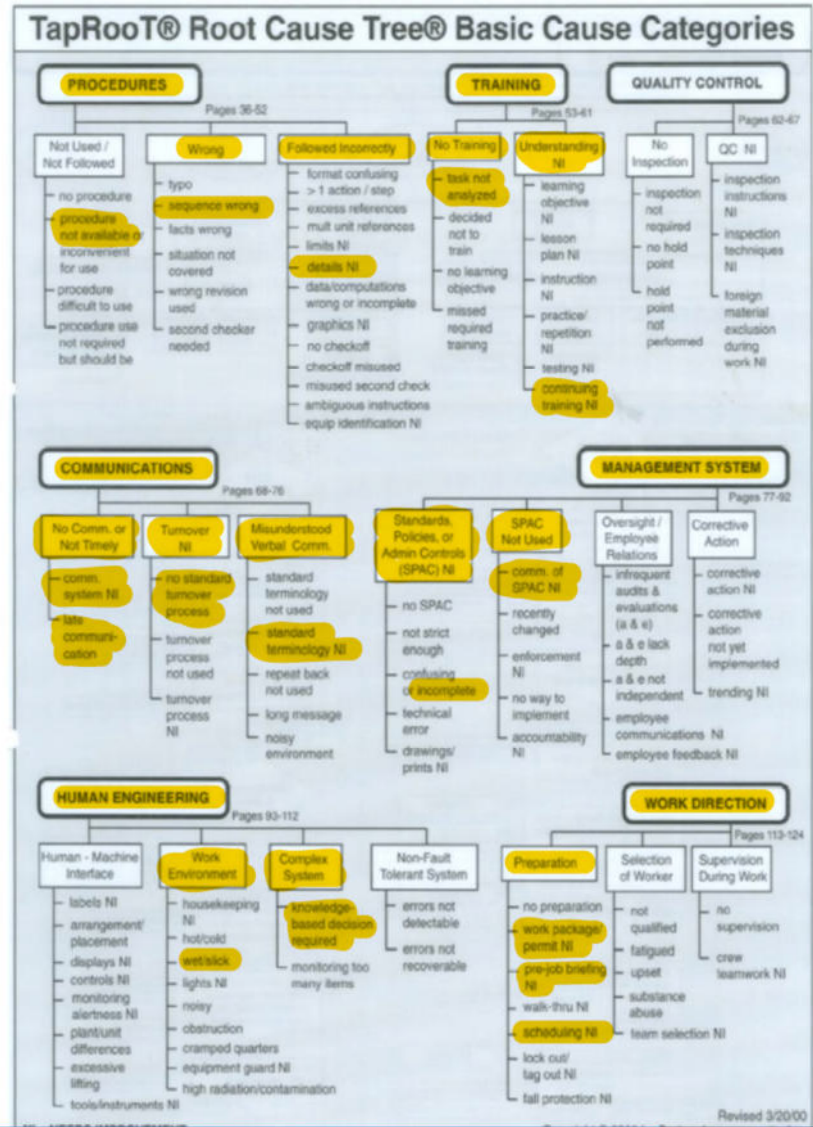 TapRooT® Root Cause Tree® Basic Cause Categories
PROCEDURES
Pages 36-52
Not Used /
Not Followed
no procedure
procedure
not available or
inconvenient
for use
procedure
difficult to use
procedure use
not required
but should be
Wrong
typo
sequence wrong
facts wrong
situation not
covered
wrong revision
used
second checker
needed
Followed Incorrectly
format confusing
> 1 action / step
excess references
mult unit references
limits NI
details NI
data/computations
wrong or incomplete
graphics NI
no checkoff
checkoff misused
misused second check
ambiguous instructions
equip identification NI
TRAINING
Pages 53-61
No Training
task not
analyzed
decided
not to
train
no learning
objective
missed
required
training
Understanding
NI
learning
objective
NI
lesson
plan NI
instruction
NI
practice/
repetition
NI
testing NI
continuing
training NI
QUALITY CONTROL
Pages 62-67
No
Inspection
inspection
not
required
no hold
point
hold
point
not
performed
QC NI
inspection
instructions
NI
inspection
techniques
NI
foreign
material
exclusion
during
work NI
COMMUNICATIONS
Pages 68-76
No Comm. or
Not Timely
comm.
system NI
late
communi-
cation
Turnover
NI
no standard
turnover
process
turnover
process
not used
turnover
process
NI
Misunderstood
Verbal Comm.
standard
terminology
not used
standard
terminology NI
repeat back
not used
long message
noisy
environment
MANAGEMENT SYSTEM
Pages 77-92
Standards,
Policies, or
Admin Controls
(SPAC) NI
no SPAC
not strict
enough
confusing
or incomplete
technical
error
drawings/
prints NI
SPAC
Not Used
comm. of
SPAC NI
recently
changed
enforcement
NI
no way to
implement
accountability
NI
Oversight /
Employee
Relations
infrequent
audits &
evaluations
(a & e)
a & e lack
depth
a & e not
independent
employee
communications NI
employee feedback NI
Corrective
Action
corrective
action NI
corrective
action
not yet
implemented
trending NI
HUMAN ENGINEERING
Pages 93-112
Human - Machine
Interface
labels NI
arrangement/
placement
displays NI
controls NI
monitoring
alertness NI
plant/unit
differences
excessive
lifting
tools/instruments NI
Work
Environment
housekeeping
NI
hot/cold
wet/slick
lights NI
noisy
obstruction
cramped quarters
equipment guard NI
high radiation/contamination
Complex
System
knowledge-
based decision
required
monitoring too
many items
Non-Fault
Tolerant System
errors not
detectable
errors not
recoverable
WORK DIRECTION
Pages 113-124
Preparation
no preparation
work package/
permit NI
pre-job briefing
NI
walk-thru NI
scheduling NI
lock out/
tag out NI
fall protection NI
Selection
of Worker
not
qualified
fatigued
upset
substance
abuse
team selection NI
Supervision
During Work
no
supervision
crew
teamwork NI
Revised 3/20/00